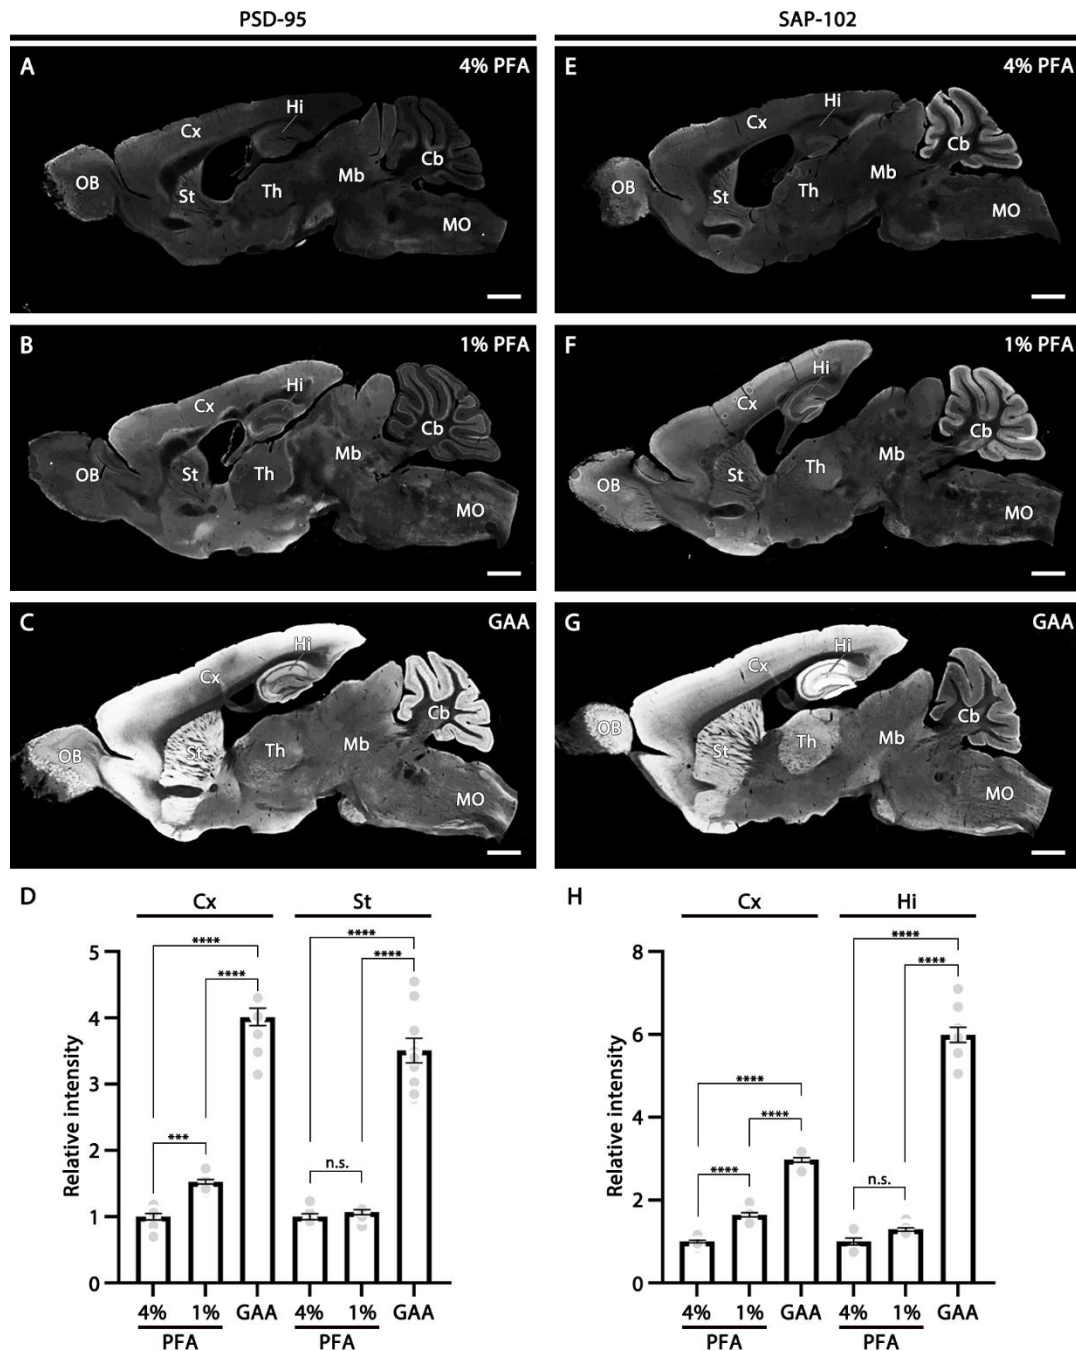 PSD-95
SAP-102
A
4% PFA
Hi
Cx
Cb
OB
St
Th
Mb
MO
E
4% PFA
Hi
Cx
Cb
OB
St
Th
Mb
MO
B
1% PFA
Hi
Cx
Cb
OB
St
Th
Mb
MO
F
1% PFA
Hi
Cx
Cb
OB
St
Th
Mb
MO
C
GAA
Hi
Cx
Cb
OB
St
Th
Mb
MO
G
GAA
Hi
Cx
Cb
OB
St
Th
Mb
MO
D
Cx
St
Relative intensity
5
4
3
2
1
0
****
****
***
****
****
n.s.
4%
1%
GAA
4%
1%
GAA
PFA
PFA
H
Cx
Hi
Relative intensity
8
6
4
2
0
****
****
****
****
****
n.s.
4%
1%
GAA
4%
1%
GAA
PFA
PFA